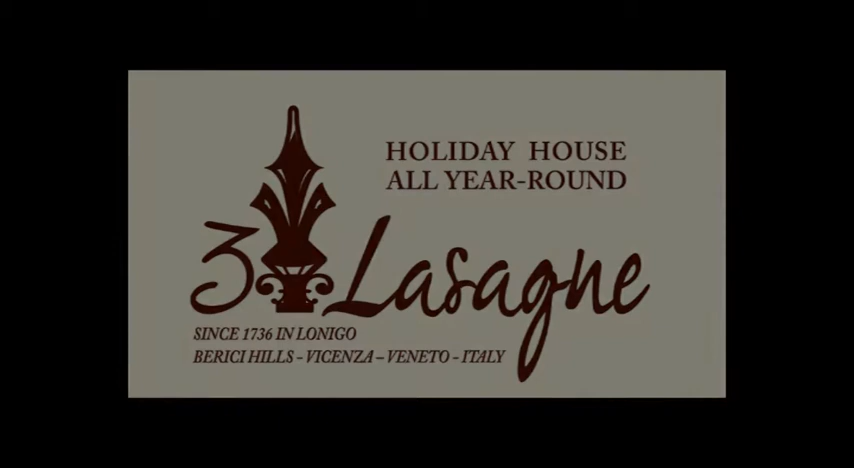 HOLIDAY HOUSE
ALL YEAR-ROUND
3 Lasagne
SINCE 1736 IN LONIGO
BERICI HILLS - VICENZA - VENETO - ITALY